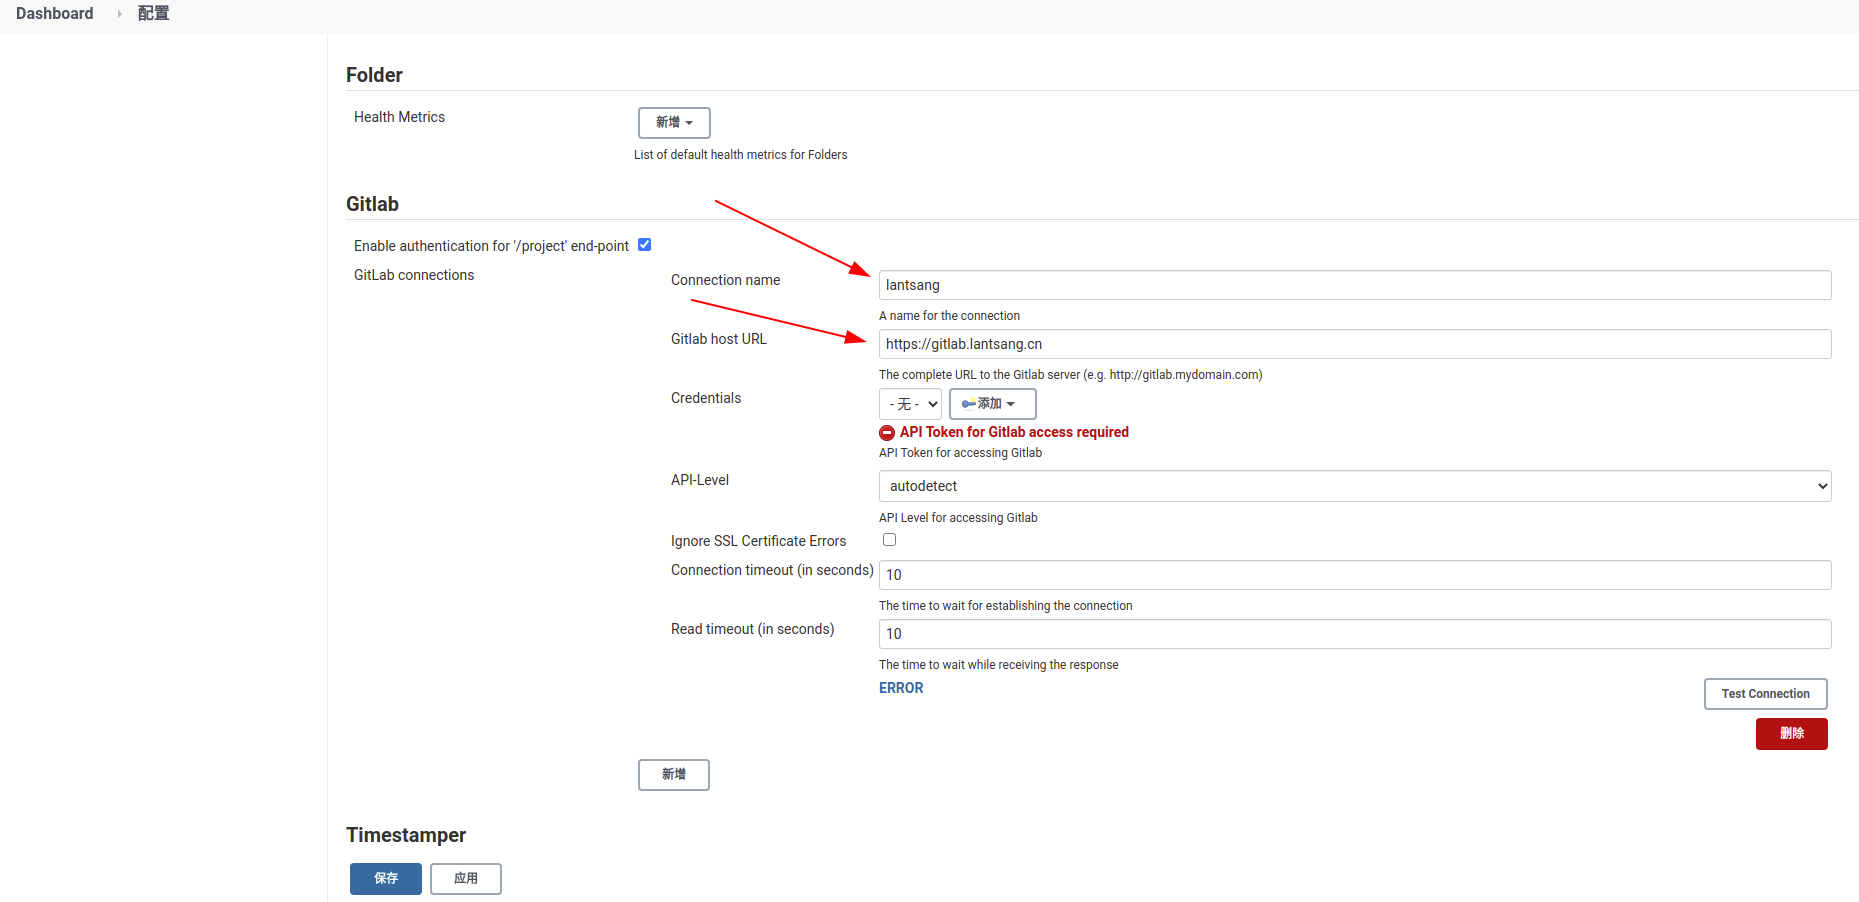 Dashboard 配置
Folder
Health Metrics
新增
List of default health metrics for Folders
Gitlab
Enable authentication for '/project' end-point
GitLab connections
Connection name
lantsang
A name for the connection
Gitlab host URL
https://gitlab.lantsang.cn
The complete URL to the Gitlab server (e.g. http://gitlab.mydomain.com)
Credentials
- 无 - 添加
API Token for Gitlab access required
API Token for accessing Gitlab
API-Level
autodetect
API Level for accessing Gitlab
Ignore SSL Certificate Errors
Connection timeout (in seconds)
10
The time to wait for establishing the connection
Read timeout (in seconds)
10
The time to wait while receiving the response
ERROR
Test Connection
删除
新增
Timestamper
保存 应用